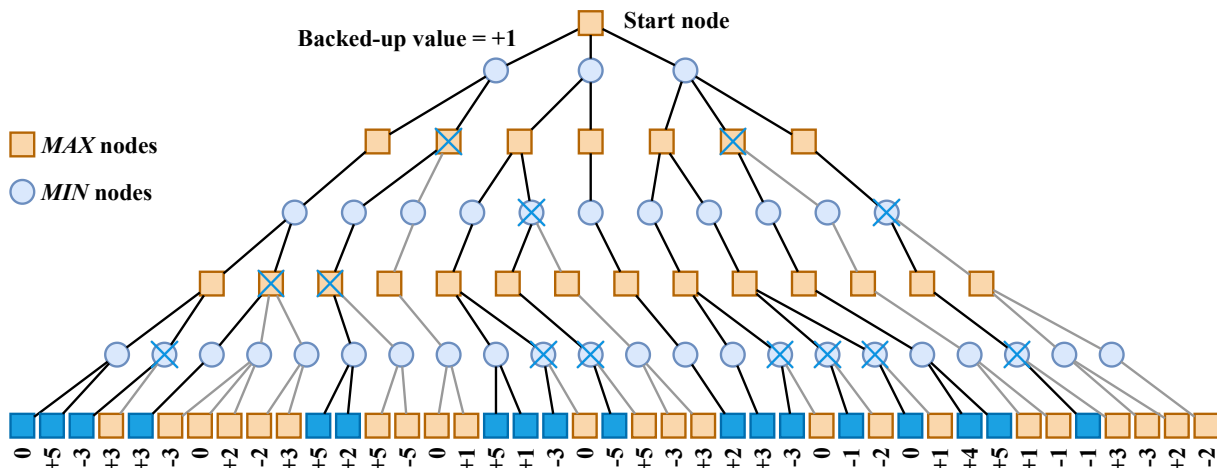 Start node
Backed-up value = +1
MAX nodes
MIN nodes
0 +5 -3 +3 +3 -3 0 +2 -2 +3 +5 +2 +5 -5 0 +1 +5 +1 -3 0 -5 +5 -3 +3 +2 +3 -3 0 -1 -2 0 +1 +4 +5 +1 -1 -1 +3 -3 +2 -2